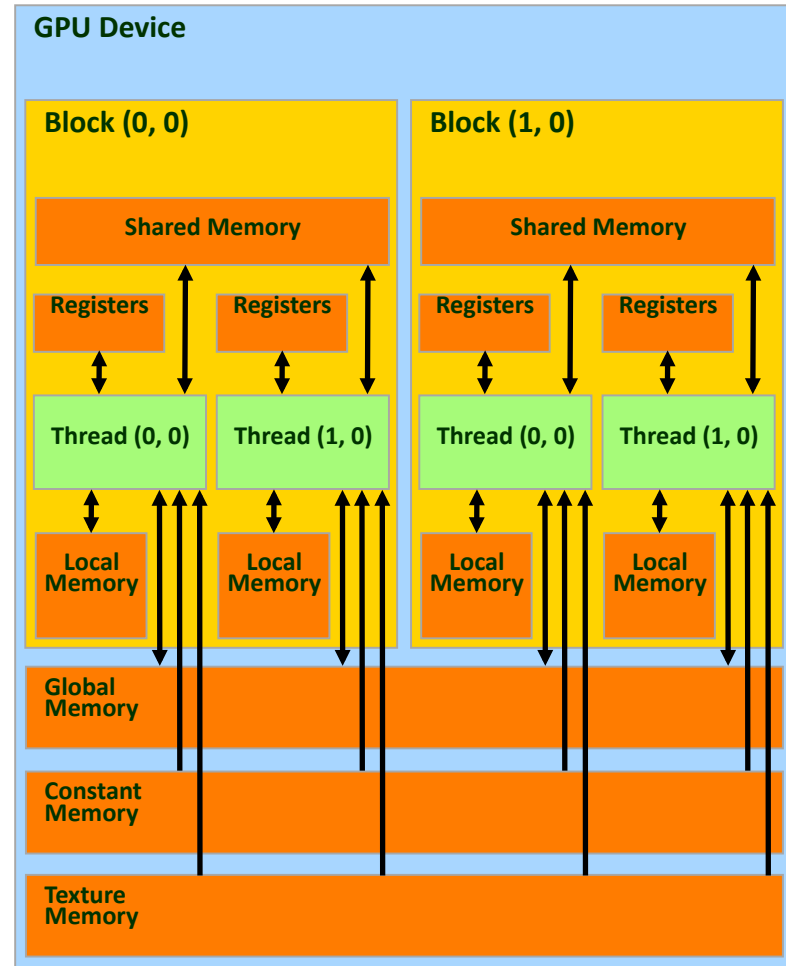 GPU Device
Block (0, 0)
Block (1, 0)
Shared Memory
Shared Memory
Registers
Registers
Registers
Registers
Thread (0, 0)
Thread (1, 0)
Thread (0, 0)
Thread (1, 0)
Local
Memory
Local
Memory
Local
Memory
Local
Memory
Global
Memory
Constant
Memory
Texture
Memory